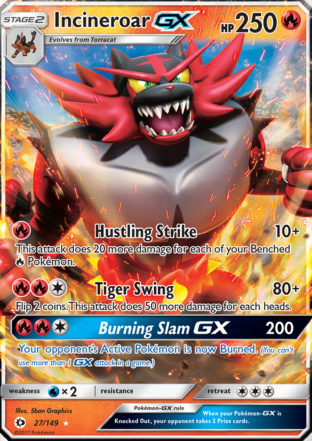 STAGE2 Incineroar GX HP 250
Evolves from Torracat
Hustling Strike 10+
This attack does 20 more damage for each of your Benched
Pokémon.
Tiger Swing 80+
Flip 2 coins. This attack does 50 more damage for each heads.
Burning Slam GX 200
Your opponent's Active Pokémon is now Burned. (You can't
use more than 1 GX attack in a game.)
weakness ×2 resistance retreat
Illus. 5ban Graphics
27/149
©2017 Pokémon
Pokémon-GX rule
When your Pokémon-GX is
Knocked Out, your opponent takes 2 Prize cards.